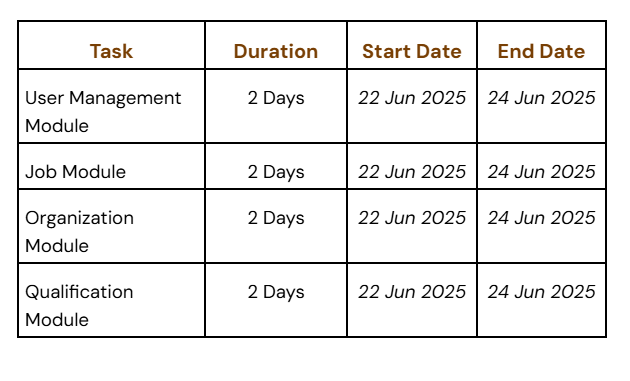 Task Duration Start Date End Date
User Management 2 Days 22 Jun 2025 24 Jun 2025
Module
Job Module 2 Days 22 Jun 2025 24 Jun 2025
Organization 2 Days 22 Jun 2025 24 Jun 2025
Module
Qualification 2 Days 22 Jun 2025 24 Jun 2025
Module